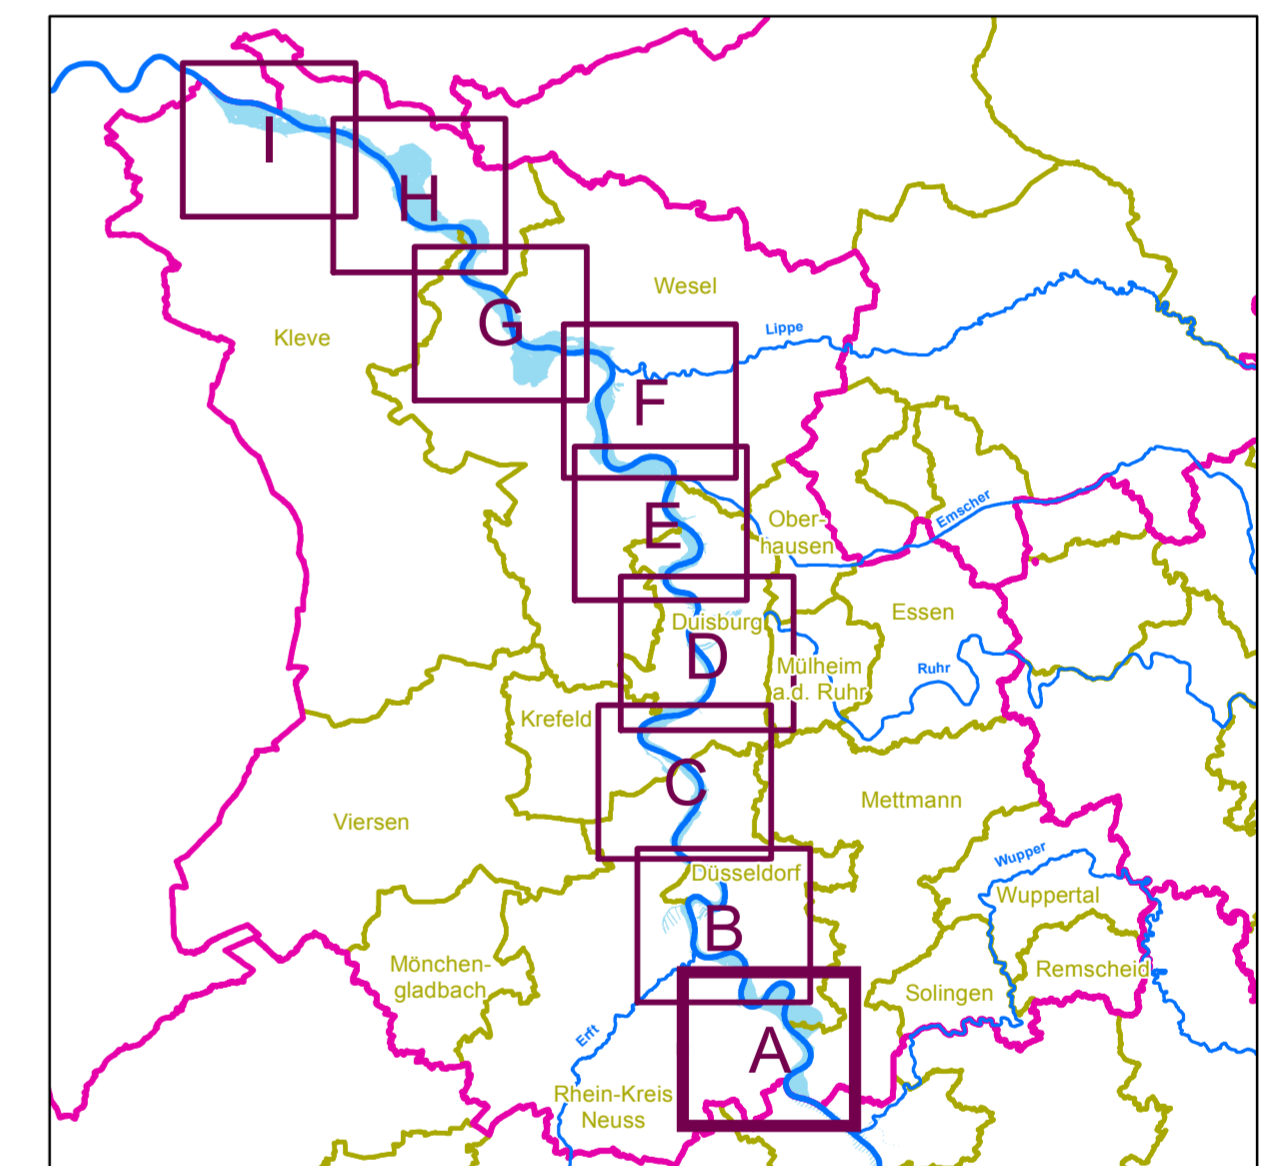 I
H
Wesel
G
Lippe
Kleve
F
Emscher
Ober-
hausen
E
Essen
Duisburg
D
Mülheim
a.d. Ruhr
Ruhr
Krefeld
C
Mettmann
Viersen
Wupper
Düsseldorf
Wuppertal
B
Mönchen-
gladbach
Remscheid
Solingen
Erft
A
Rhein-Kreis
Neuss